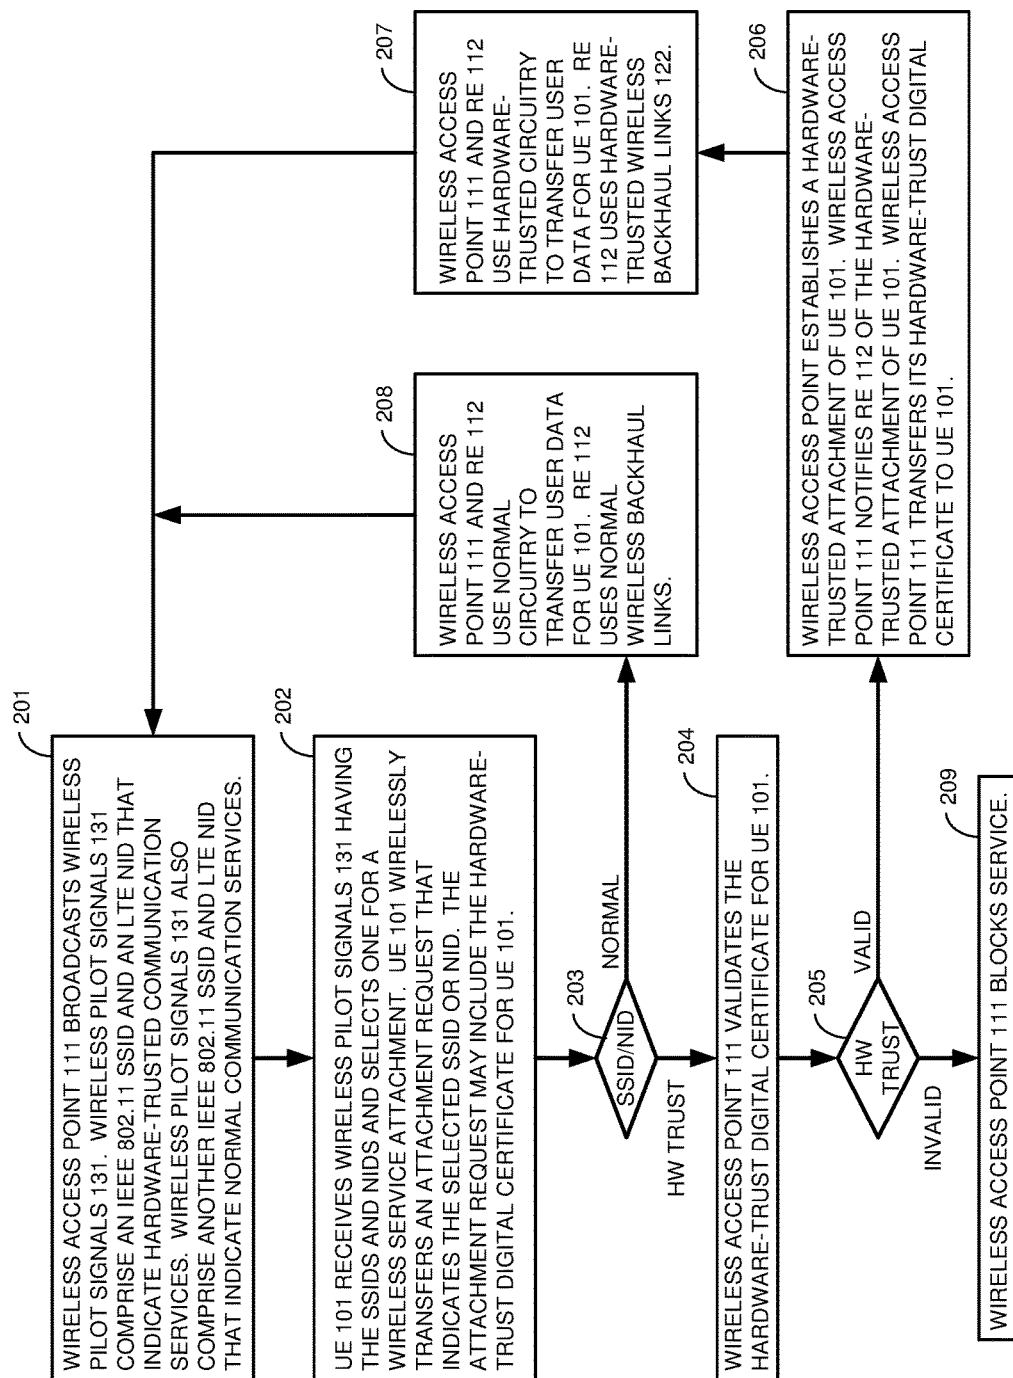 WIRELESS ACCESS POINT 111 BROADCASTS WIRELESS
PILOT SIGNALS 131. WIRELESS PILOT SIGNALS 131
COMPRISE AN IEEE 802.11 SSID AND AN LTE NID THAT
INDICATE HARDWARE-TRUSTED COMMUNICATION
SERVICES. WIRELESS PILOT SIGNALS 131 ALSO
COMPRISE ANOTHER IEEE 802.11 SSID AND LTE NID
THAT INDICATE NORMAL COMMUNICATION SERVICES.
201
UE 101 RECEIVES WIRELESS PILOT SIGNALS 131 HAVING
THE SSIDS AND NIDS AND SELECTS ONE FOR A
WIRELESS SERVICE ATTACHMENT. UE 101 WIRELESSLY
TRANSFERS AN ATTACHMENT REQUEST THAT
INDICATES THE SELECTED SSID OR NID. THE
ATTACHMENT REQUEST MAY INCLUDE THE HARDWARE-
TRUST DIGITAL CERTIFICATE FOR UE 101.
202
SSID/NID
203
NORMAL
HW TRUST
WIRELESS ACCESS POINT 111 VALIDATES THE
HARDWARE-TRUST DIGITAL CERTIFICATE FOR UE 101.
204
HW
TRUST
205
VALID
INVALID
WIRELESS ACCESS POINT 111 BLOCKS SERVICE.
209
WIRELESS ACCESS
POINT 111 AND RE 112
USE NORMAL
CIRCUITRY TO
TRANSFER USER DATA
FOR UE 101. RE 112
USES NORMAL
WIRELESS BACKHAUL
LINKS.
208
WIRELESS ACCESS
POINT 111 AND RE 112
USE HARDWARE-
TRUSTED CIRCUITRY
TO TRANSFER USER
DATA FOR UE 101. RE
112 USES HARDWARE-
TRUSTED WIRELESS
BACKHAUL LINKS 122.
207
WIRELESS ACCESS POINT ESTABLISHES A HARDWARE-
TRUSTED ATTACHMENT OF UE 101. WIRELESS ACCESS
POINT 111 NOTIFIES RE 112 OF THE HARDWARE-
TRUSTED ATTACHMENT OF UE 101. WIRELESS ACCESS
POINT 111 TRANSFERS ITS HARDWARE-TRUST DIGITAL
CERTIFICATE TO UE 101.
206